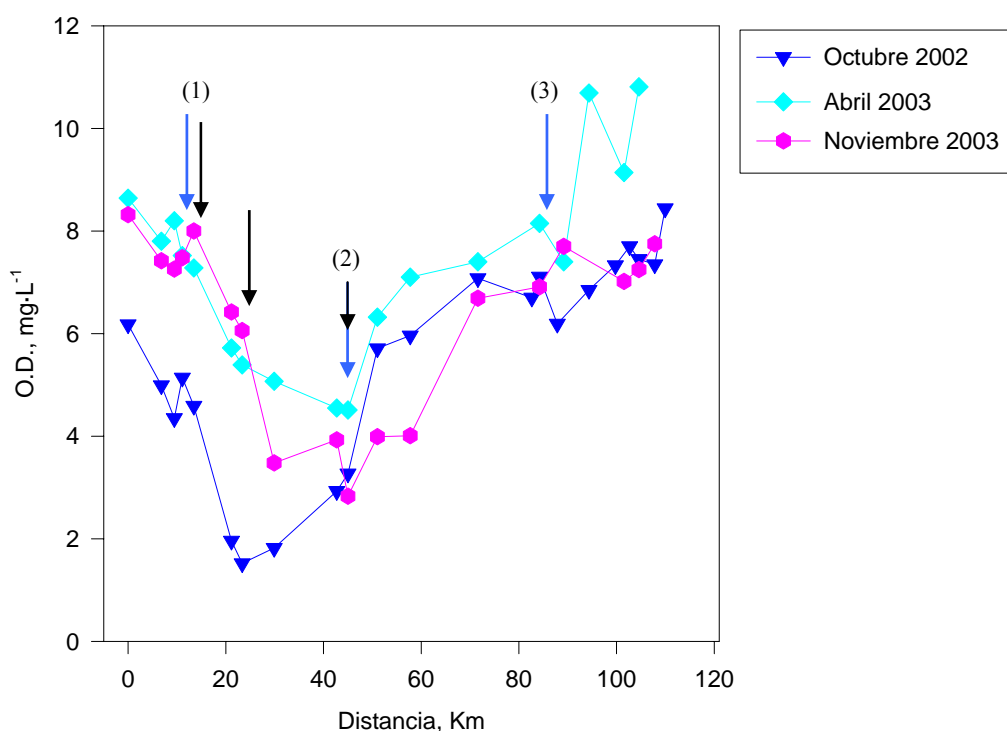 12
10
8
6
4
2
0
O.D., mg·L⁻¹
(1)
(2)
(3)
0 20 40 60 80 100 120
Distancia, Km
Octubre 2002
Abril 2003
Noviembre 2003